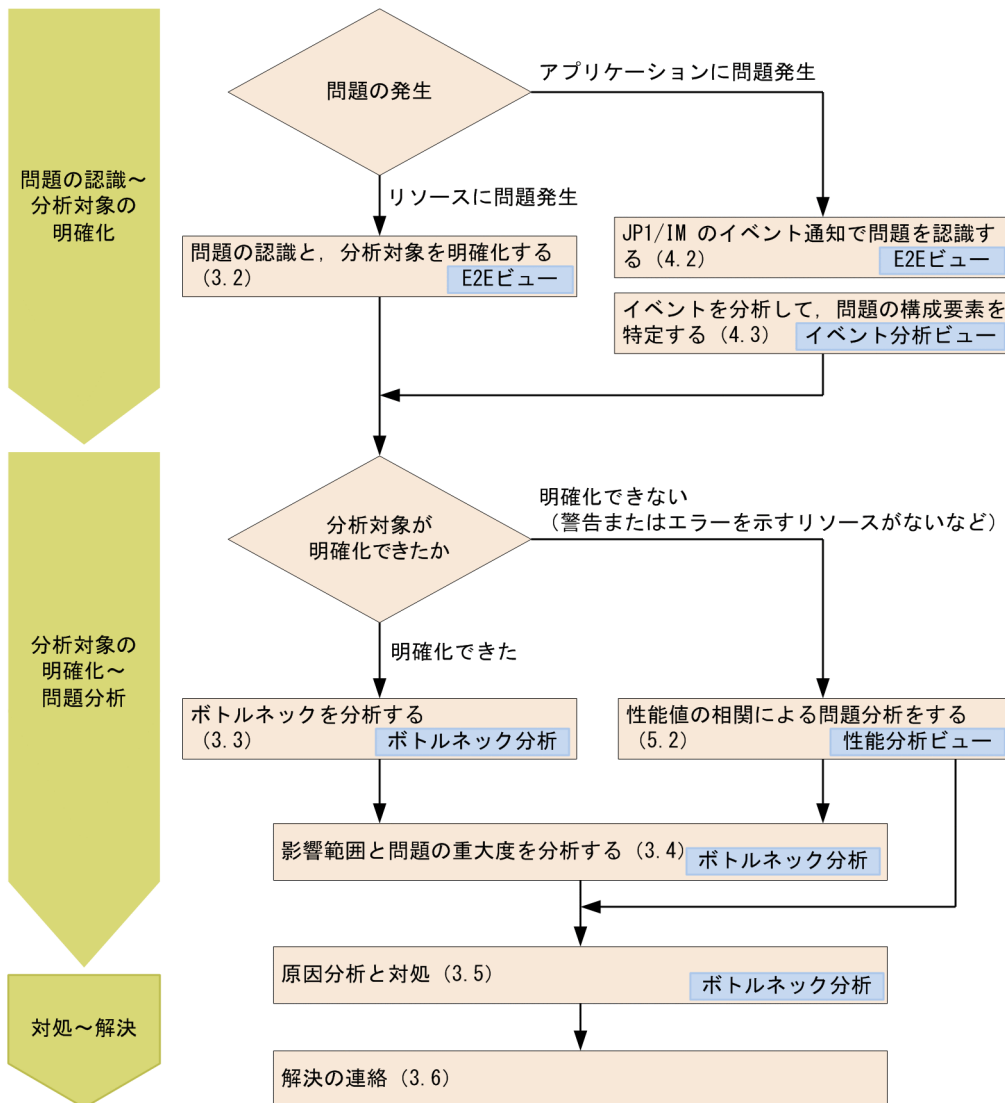 問題の認識～
分析対象の
明確化
問題の発生
アプリケーションに問題発生
リソースに問題発生
問題の認識と，分析対象を明確化する
(3.2)
E2Eビュー
JP1/IM のイベント通知で問題を認識す
る (4.2)
E2Eビュー
イベントを分析して，問題の構成要素を
特定する (4.3)
イベント分析ビュー
分析対象の
明確化～
問題分析
分析対象が
明確化できたか
明確化できない
（警告またはエラーを示すリソースがないなど）
明確化できた
ボトルネックを分析する
(3.3)
ボトルネック分析
性能値の相関による問題分析をする
(5.2)
性能分析ビュー
影響範囲と問題の重大度を分析する (3.4)
ボトルネック分析
対処～解決
原因分析と対処 (3.5)
ボトルネック分析
解決の連絡 (3.6)